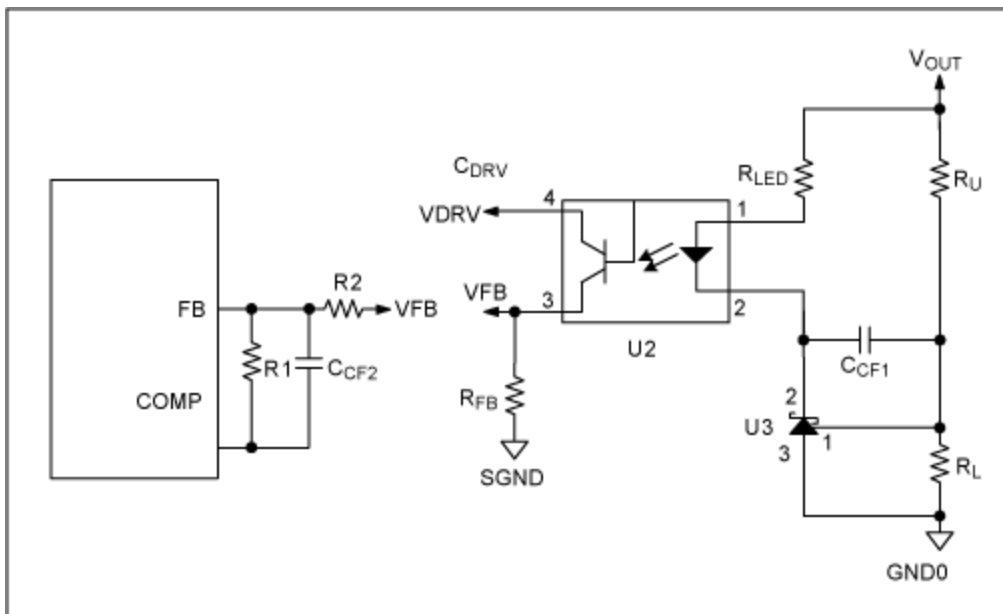 VOUT
CDRV
RLED
RU
4
1
VDRV
R2
VFB
FB
VFB
3
2
U2
R1
CCF2
CCF1
COMP
RFB
2
U3
1
3
RL
SGND
GND0